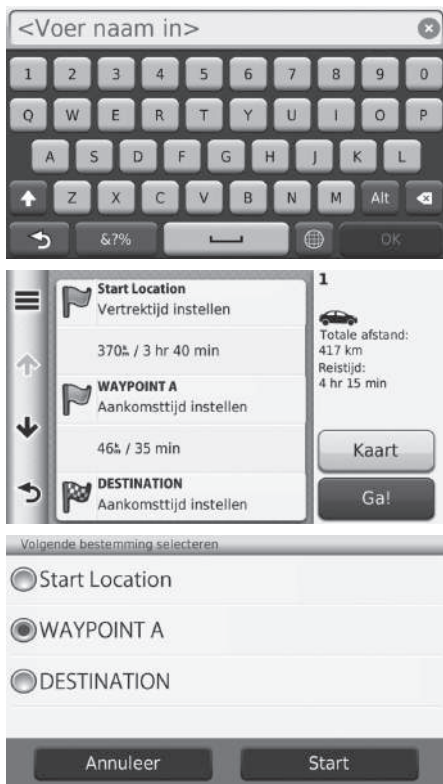 <Voer naam in>
1 2 3 4 5 6 7 8 9 0
Q W E R T Y U I O P
A S D F G H J K L
Z X C V B N M Alt
&?% OK
Start Location
Vertrektijd instellen
370km / 3 hr 40 min
WAYPOINT A
Aankomsttijd instellen
46km / 35 min
DESTINATION
Aankomsttijd instellen
1
Totale afstand:
417 km
Reistijd:
4 hr 15 min
Kaart
Ga!
Volgende bestemming selecteren
Start Location
WAYPOINT A
DESTINATION
Annuleer Start